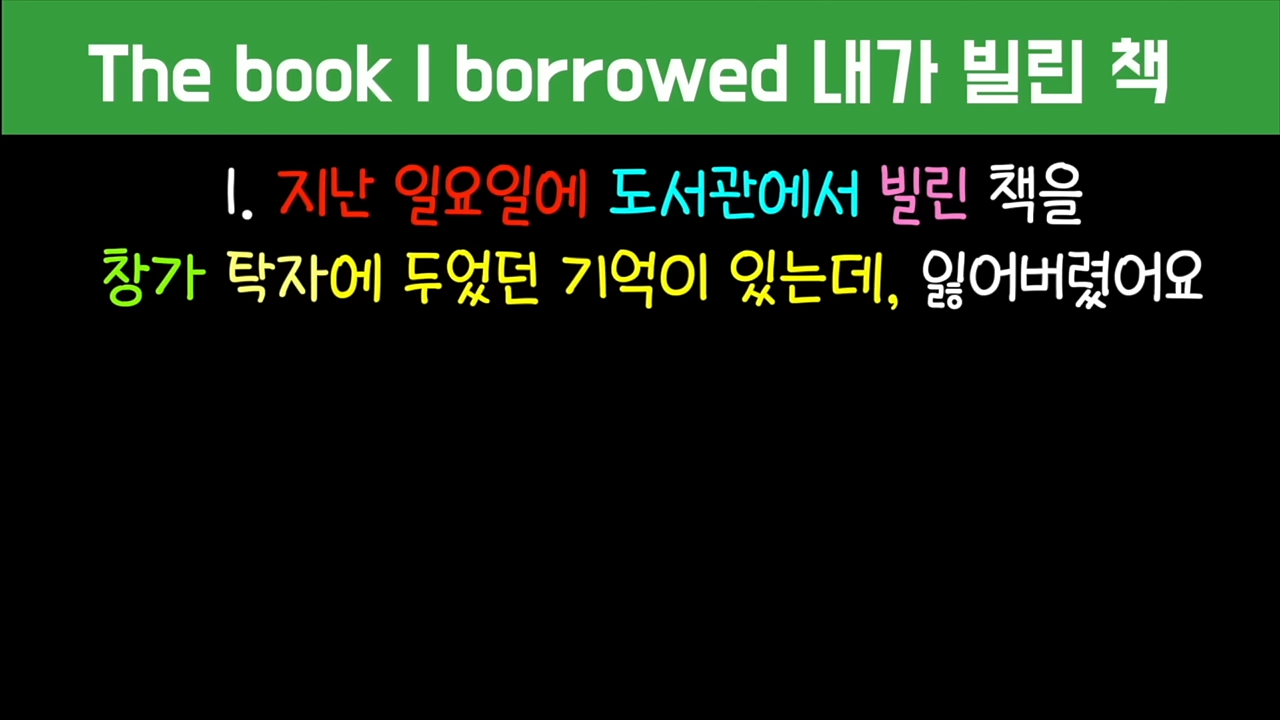 The book I borrowed 내가 빌린 책
1. 지난 일요일에 도서관에서 빌린 책을
창가 탁자에 두었던 기억이 있는데, 잃어버렸어요